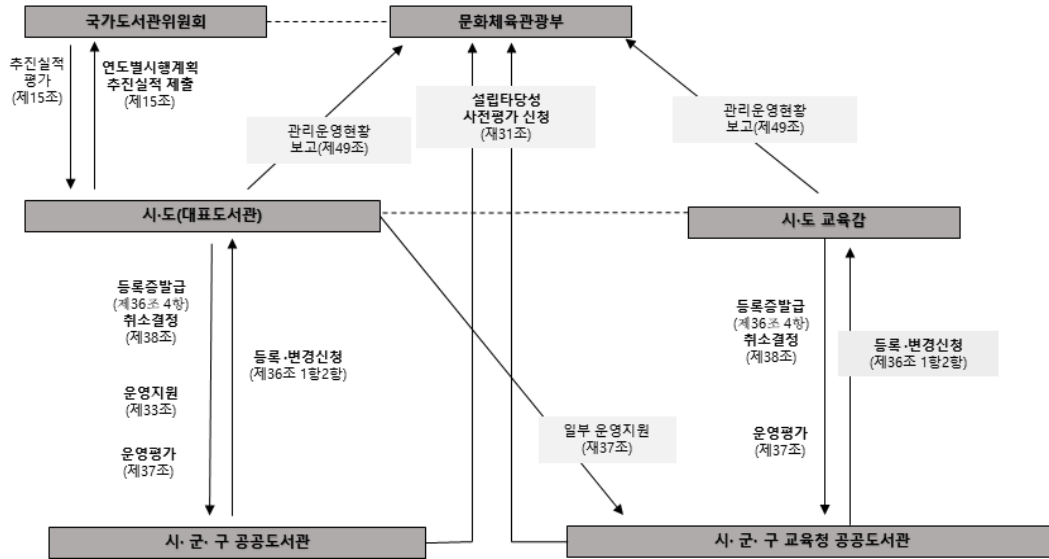 국가도서관위원회
문화체육관광부
추진실적
평가
(제15조)
연도별시행계획
추진실적 제출
(제15조)
관리운영현황
보고(제49조)
설립타당성
사전평가 신청
(재31조)
관리운영현황
보고(제49조)
시·도(대표도서관)
시·도 교육감
등록증발급
(제36조 4항)
취소결정
(제38조)
운영지원
(제33조)
운영평가
(제37조)
등록·변경신청
(제36조 1항2항)
일부 운영지원
(재37조)
등록증발급
(제36조 4항)
취소결정
(제38조)
운영평가
(제37조)
등록·변경신청
(제36조 1항2항)
시·군·구 공공도서관
시·군·구 교육청 공공도서관